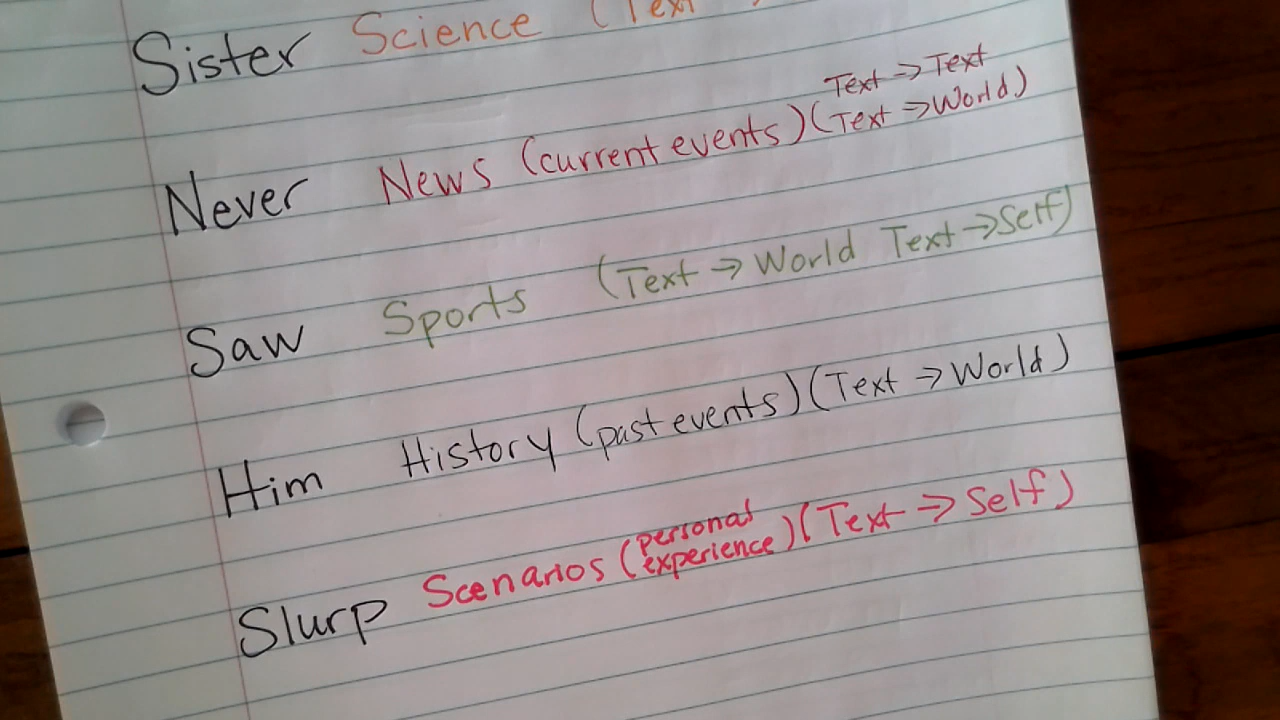 Sister Science (Text
Text → Text
Never News (current events) (Text → World)
Saw Sports (Text → World Text → Self)
Him History (past events) (Text → World)
Slurp Scenarios (personal experience) (Text → Self)